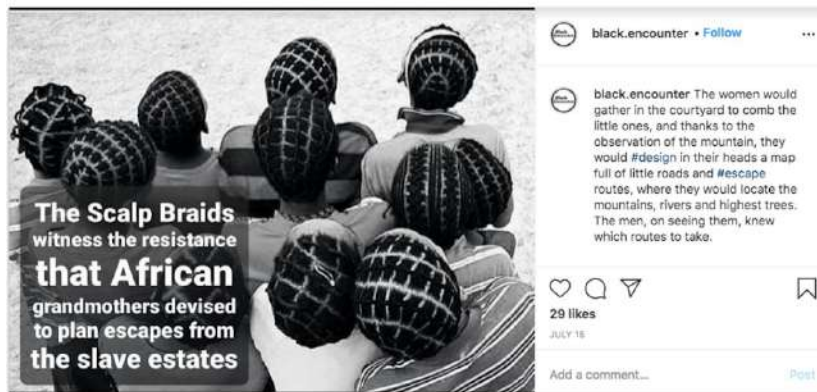 The Scalp Braids
witness the resistance
that African
grandmothers devised
to plan escapes from
the slave estates
black.encounter • Follow
...
black.encounter The women would
gather in the courtyard to comb the
little ones, and thanks to the
observation of the mountain, they
would #design in their heads a map
full of little roads and #escape
routes, where they would locate the
mountains, rivers and highest trees.
The men, on seeing them, knew
which routes to take.
29 likes
JULY 16
Add a comment...
Post